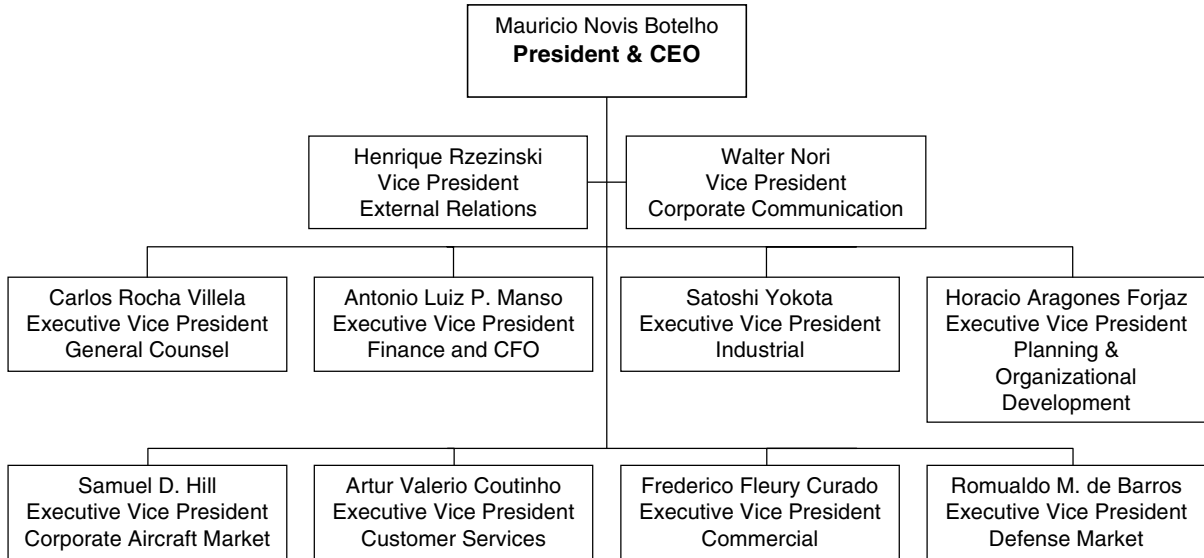 Mauricio Novis Botelho
President & CEO
Henrique Rzezinski
Vice President
External Relations
Walter Nori
Vice President
Corporate Communication
Carlos Rocha Villela
Executive Vice President
General Counsel
Antonio Luiz P. Manso
Executive Vice President
Finance and CFO
Satoshi Yokota
Executive Vice President
Industrial
Horacio Aragones Forjaz
Executive Vice President
Planning &
Organizational
Development
Samuel D. Hill
Executive Vice President
Corporate Aircraft Market
Artur Valerio Coutinho
Executive Vice President
Customer Services
Frederico Fleury Curado
Executive Vice President
Commercial
Romualdo M. de Barros
Executive Vice President
Defense Market